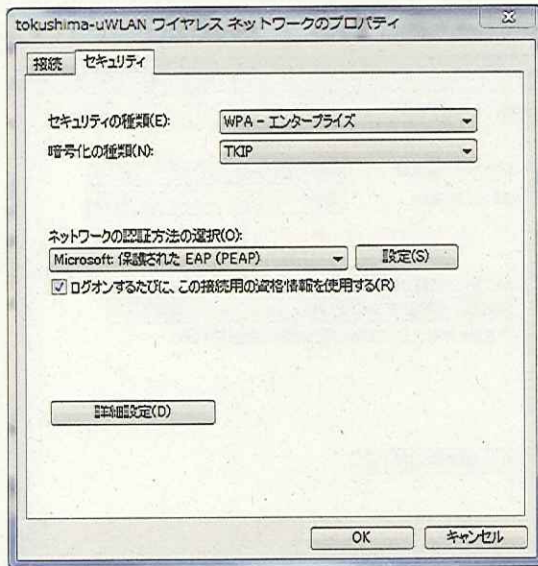 tokushima-uWLAN ワイヤレス ネットワークのプロパティ
接続 セキュリティ
セキュリティの種類(E): WPA - エンタープライズ
暗号化の種類(N): TKIP
ネットワークの認証方法の選択(O):
Microsoft: 保護された EAP (PEAP) 設定(S)
ログオンするたびに、この接続用の資格情報を使用する(R)
詳細設定(D)
OK キャンセル